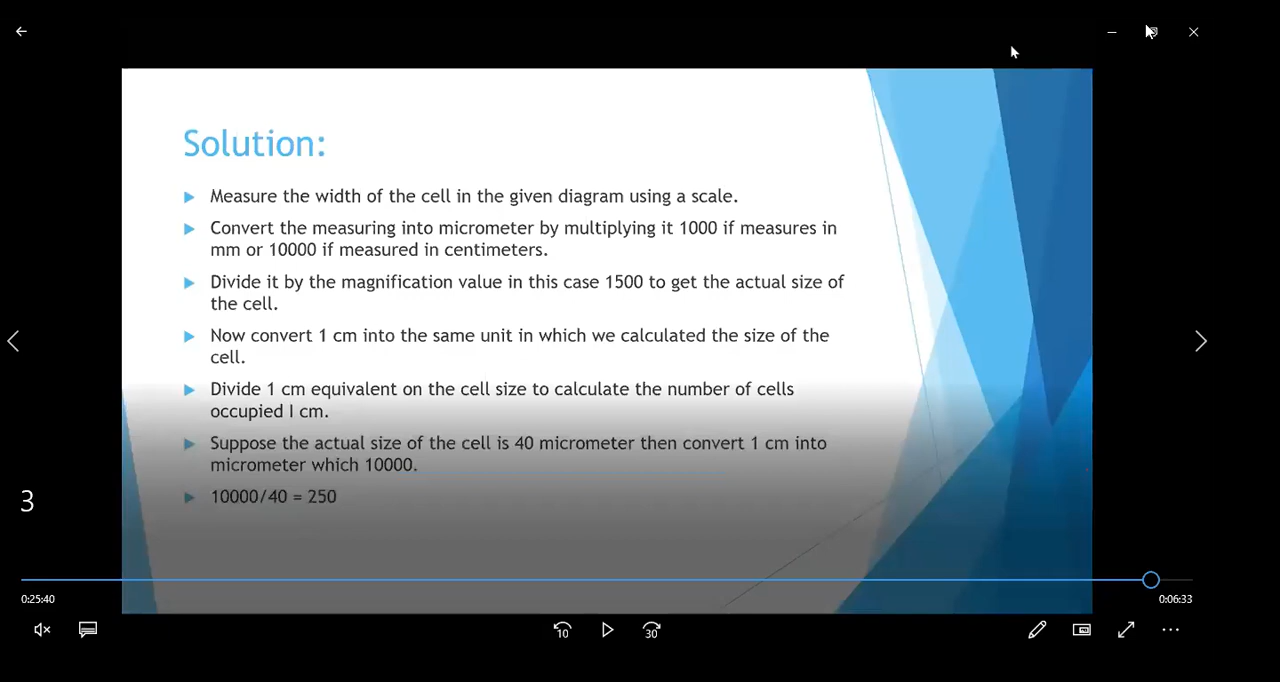 Solution:
Measure the width of the cell in the given diagram using a scale.
Convert the measuring into micrometer by multiplying it 1000 if measures in
mm or 10000 if measured in centimeters.
Divide it by the magnification value in this case 1500 to get the actual size of
the cell.
Now convert 1 cm into the same unit in which we calculated the size of the
cell.
Divide 1 cm equivalent on the cell size to calculate the number of cells
occupied I cm.
Suppose the actual size of the cell is 40 micrometer then convert 1 cm into
micrometer which 10000.
10000/40 = 250
3
0:25:40
0:06:33
10
30